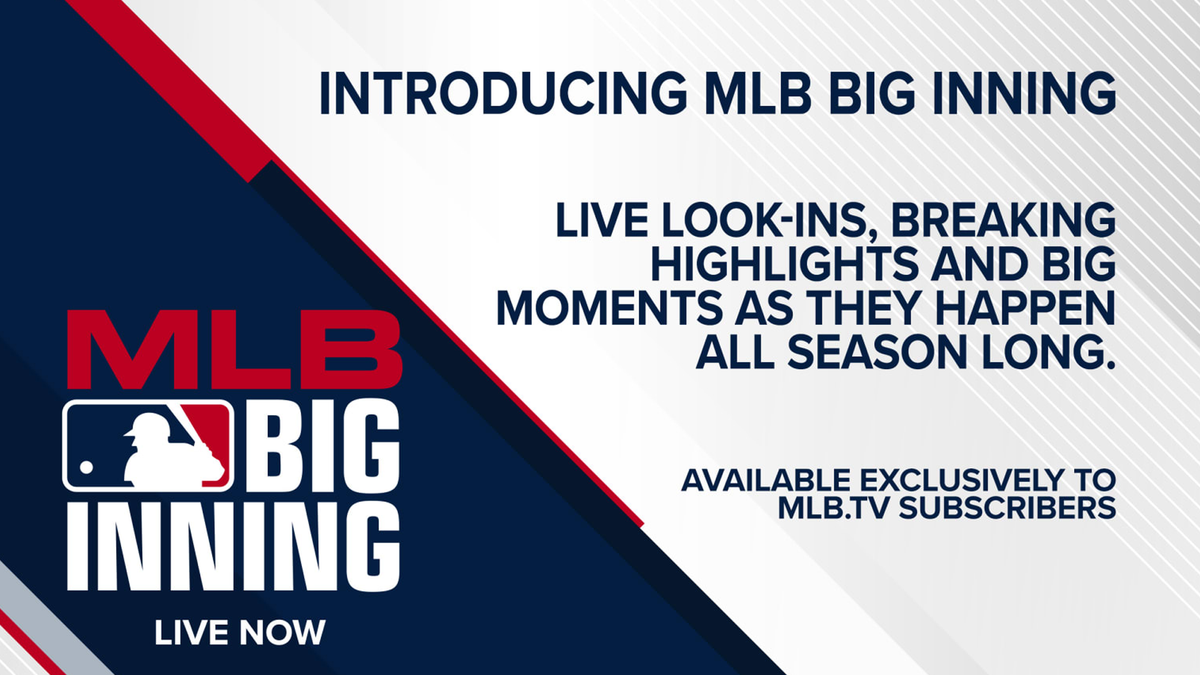 INTRODUCING MLB BIG INNING
LIVE LOOK-INS, BREAKING
HIGHLIGHTS AND BIG
MOMENTS AS THEY HAPPEN
ALL SEASON LONG.
AVAILABLE EXCLUSIVELY TO
MLB.TV SUBSCRIBERS
MLB
BIG
INNING
LIVE NOW